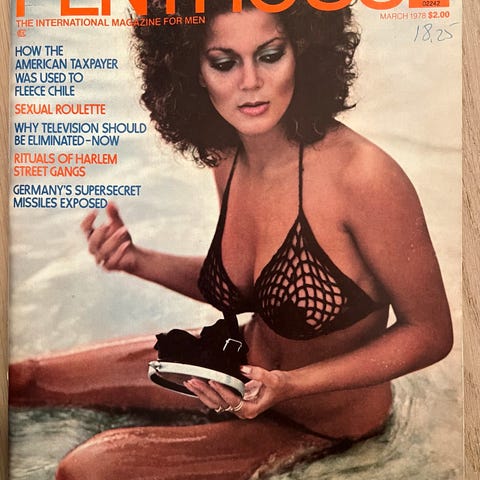 PENTHOUSE
THE INTERNATIONAL MAGAZINE FOR MEN
02242
MARCH 1978 $2.00
18.25
HOW THE
AMERICAN TAXPAYER
WAS USED TO
FLEECE CHILE
SEXUAL ROULETTE
WHY TELEVISION SHOULD
BE ELIMINATED–NOW
RITUALS OF HARLEM
STREET GANGS
GERMANY'S SUPERSECRET
MISSILES EXPOSED